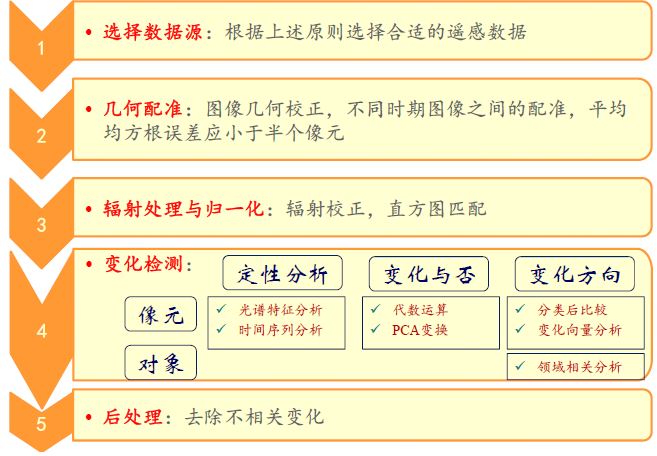 1
• 选择数据源：根据上述原则选择合适的遥感数据
2
• 几何配准：图像几何校正，不同时期图像之间的配准，平均
均方根误差应小于半个像元
3
• 辐射处理与归一化：辐射校正，直方图匹配
4
• 变化检测：
定性分析 变化与否 变化方向
像元
✓ 光谱特征分析
✓ 时间序列分析
✓ 代数运算
✓ PCA变换
✓ 分类后比较
✓ 变化向量分析
对象
✓ 领域相关分析
5
• 后处理：去除不相关变化